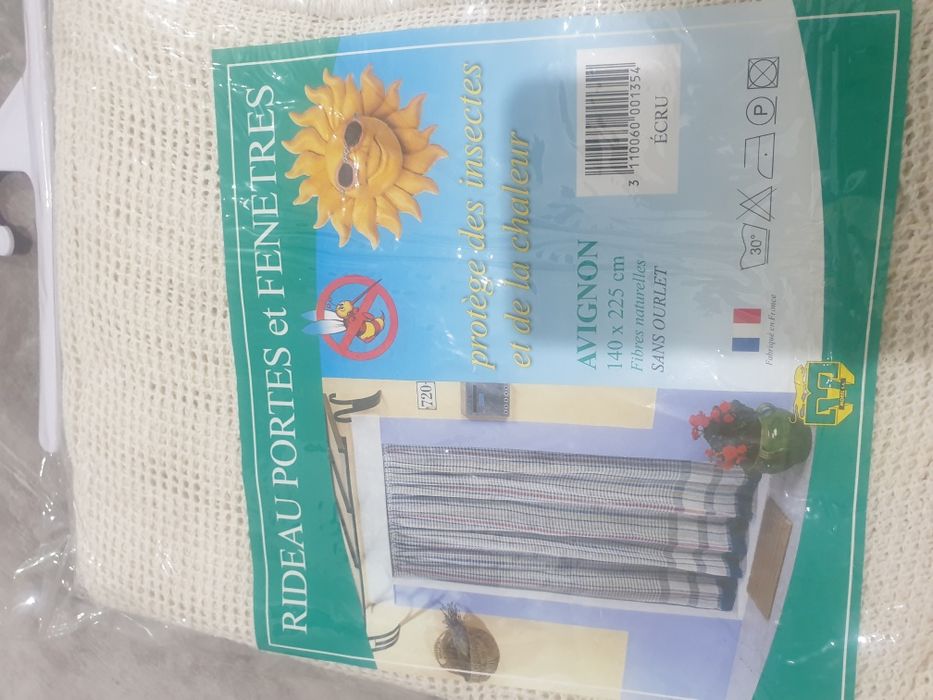 RIDEAU PORTES et FENÊTRES
protège des insectes
et de la chaleur
3 110060 001354
ÉCRU
AVIGNON
140 x 225 cm
Fibres naturelles
SANS OURLET
30°
P
Fabriqué en France
720